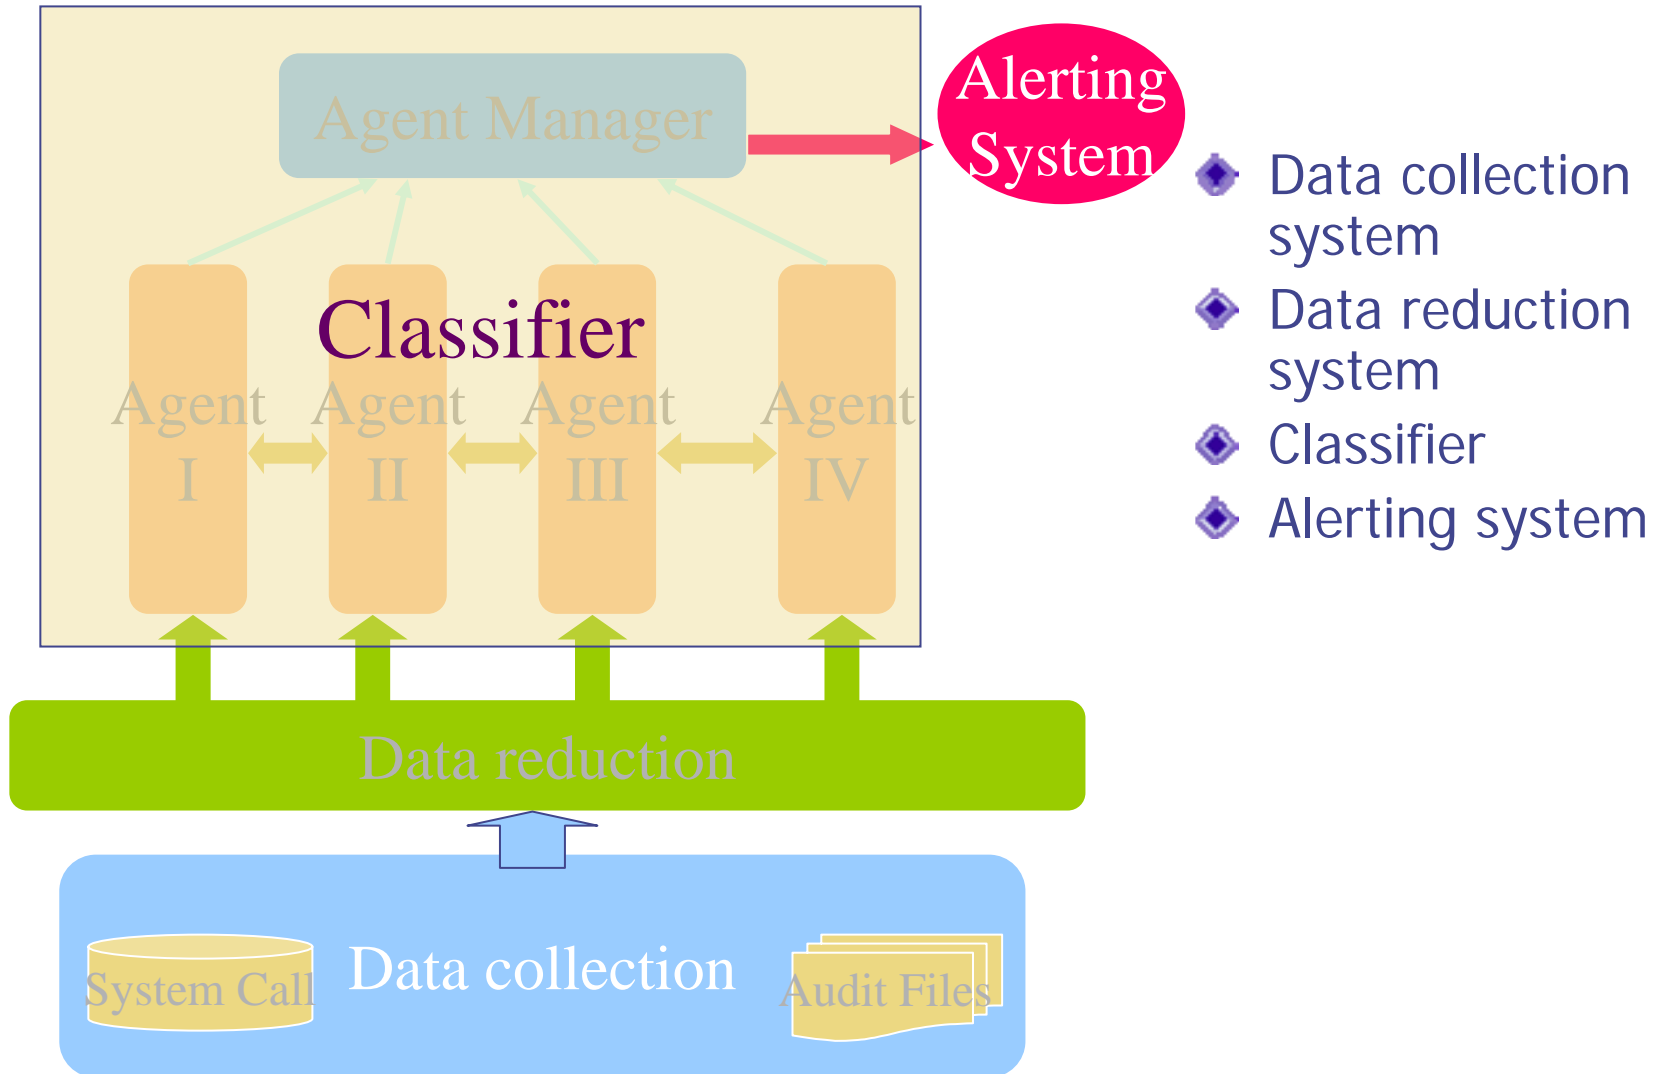 Agent Manager
Alerting
System
Classifier
Agent
I
Agent
II
Agent
III
Agent
IV
Data reduction
System Call
Data collection
Audit Files
Data collection
system
Data reduction
system
Classifier
Alerting system